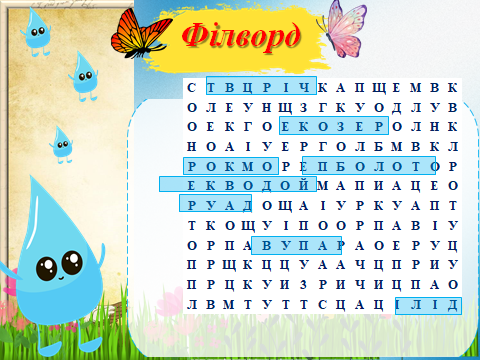 Філворд
С Т В Ц Р І Ч К А П Щ Е М В К
О Л Е У Н Щ З Г К У О Д Л У В
О Е К Г О Е К О З Е Р О Л Н К
Н О А І У Е Р Г О Л Б М В К Л
Р О К М О Р Е П Б О Л О Т О Р
Е К В О Д О Й М А П И А Ц Е О
Р У А Д О Щ А І У Р К У А П Т
Т К О Щ У І П О О Р П А В І У
О Р П А В У П А Р А О Е Р У Ц
П Р Щ К Ц Ц У А А Ч Ц П Р И У
П Р Ц К У И З Р И Ч И Ц П А О
Л В М Т У Т Т С Ц А Ц І Л І Д